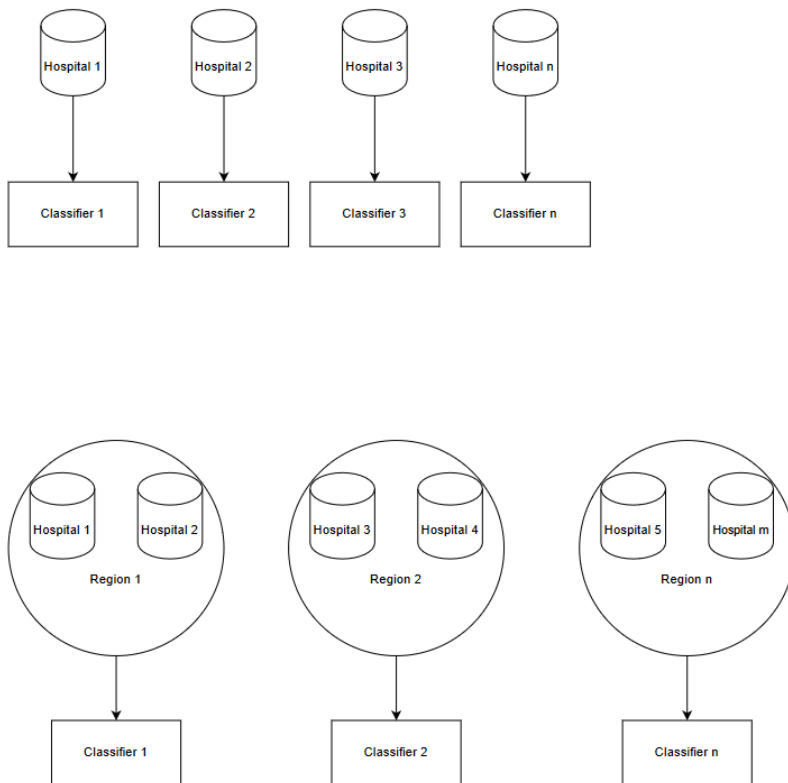 Hospital 1
Hospital 2
Hospital 3
Hospital n
Classifier 1
Classifier 2
Classifier 3
Classifier n
Hospital 1
Hospital 2
Hospital 3
Hospital 4
Hospital 5
Hospital m
Region 1
Region 2
Region n
Classifier 1
Classifier 2
Classifier n